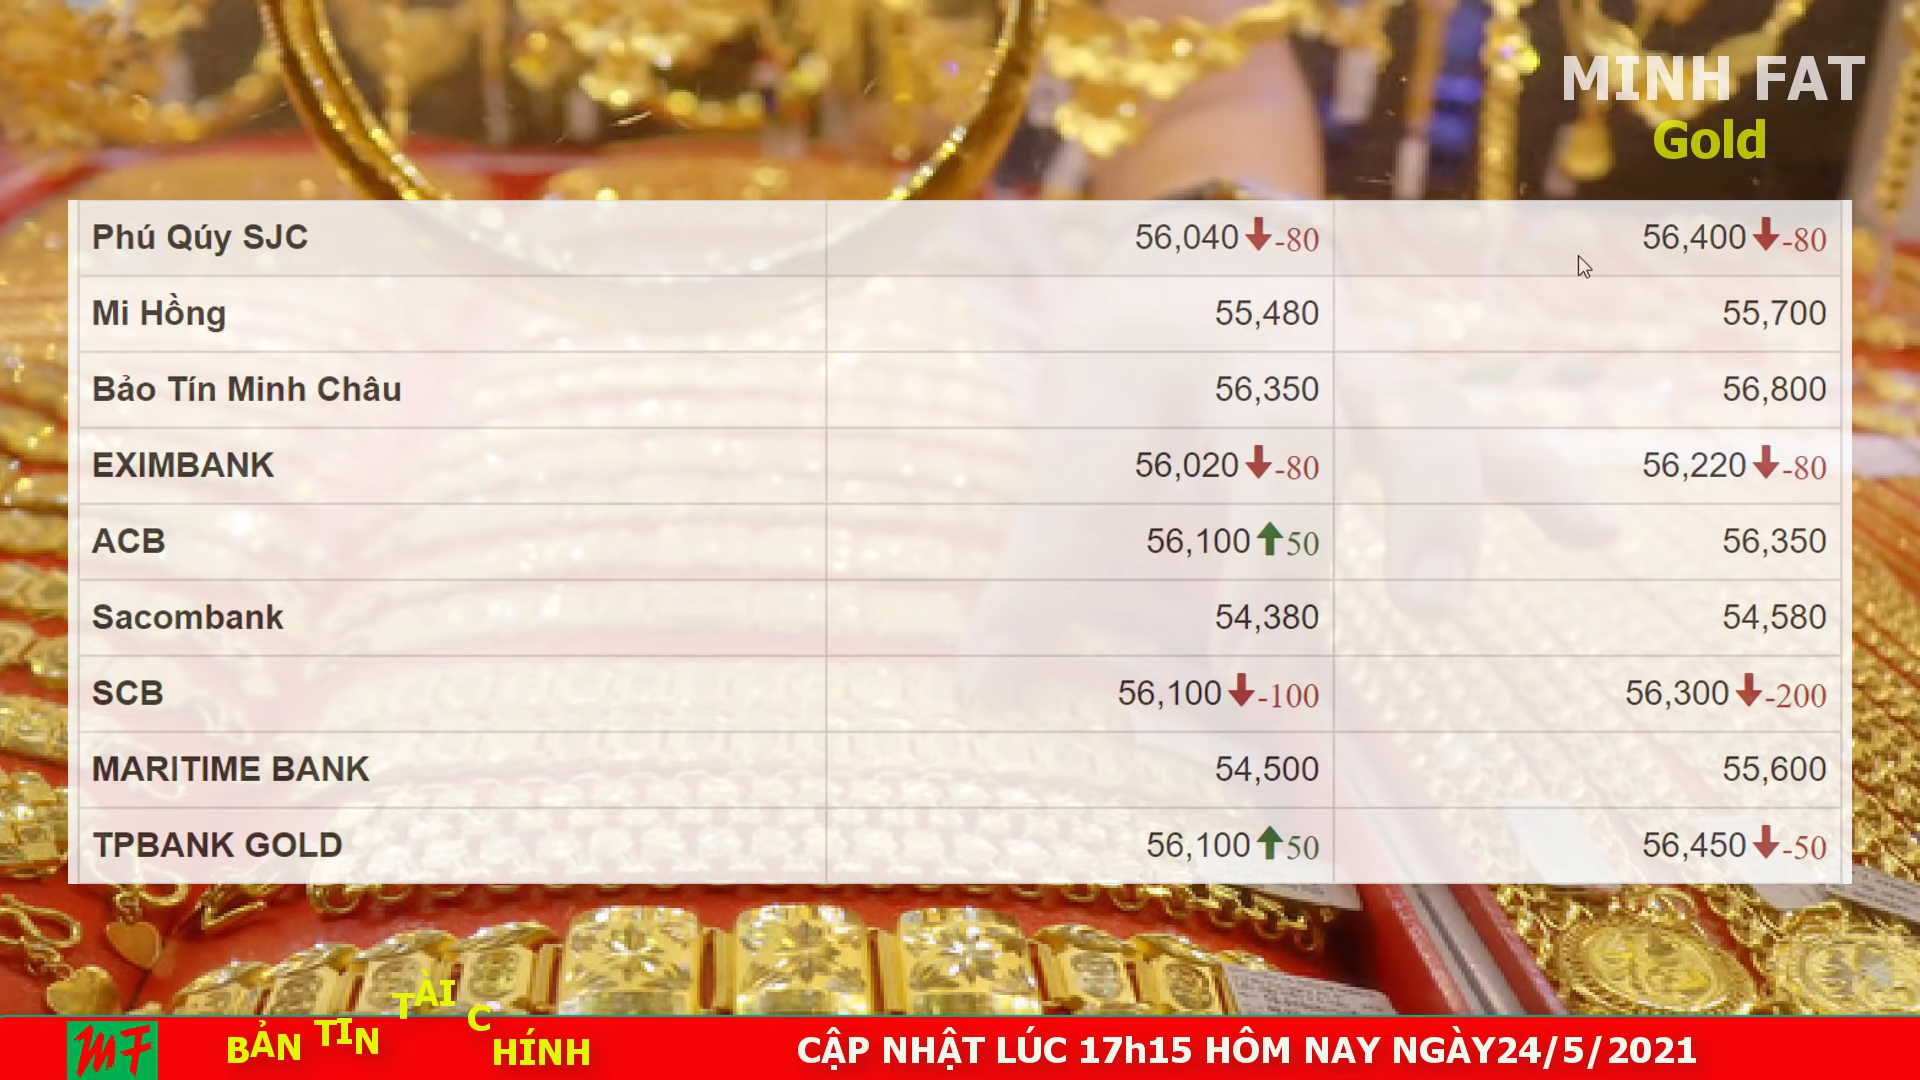 MINH FAT
Gold
Phú Qúy SJC 56,040 -80 56,400 -80
Mi Hồng 55,480 55,700
Bảo Tín Minh Châu 56,350 56,800
EXIMBANK 56,020 -80 56,220 -80
ACB 56,100 50 56,350
Sacombank 54,380 54,580
SCB 56,100 -100 56,300 -200
MARITIME BANK 54,500 55,600
TPBANK GOLD 56,100 50 56,450 -50
MF BẢN TIN TÀI CHÍNH CẬP NHẬT LÚC 17h15 HÔM NAY NGÀY24/5/2021